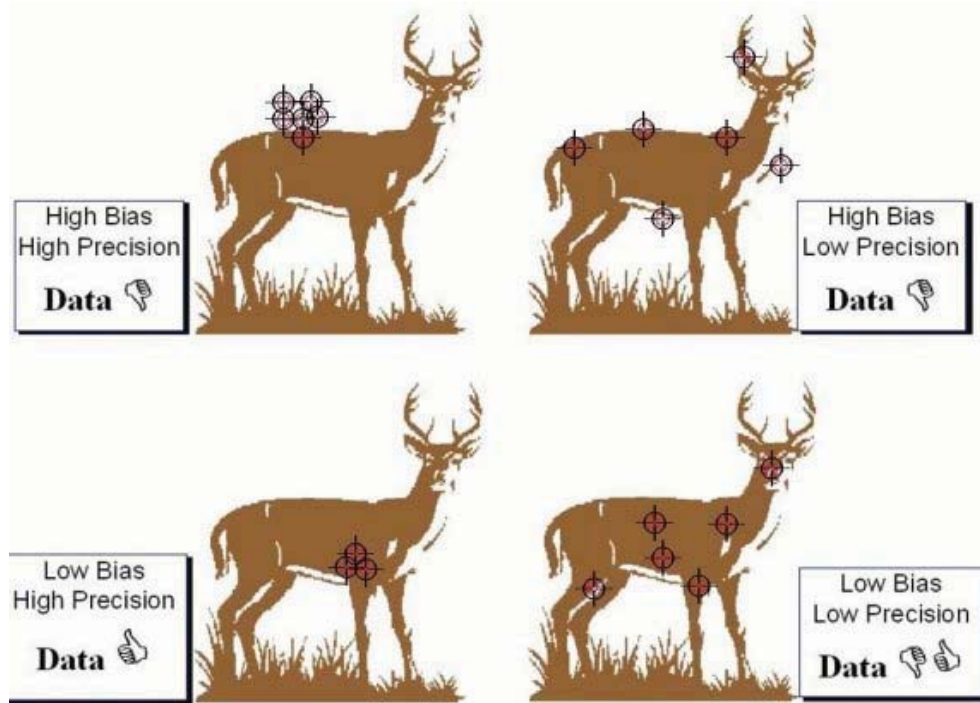 High Bias
High Precision
Data
High Bias
Low Precision
Data
Low Bias
High Precision
Data
Low Bias
Low Precision
Data